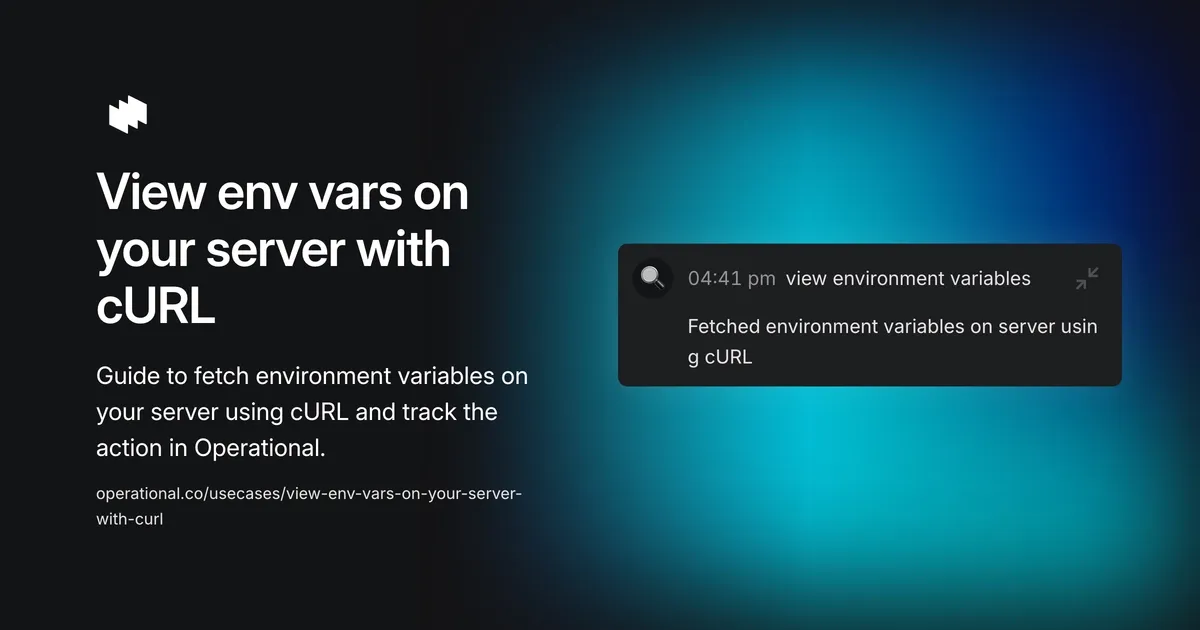 View env vars on
your server with
cURL
Guide to fetch environment variables on
your server using cURL and track the
action in Operational.
operational.co/usecases/view-env-vars-on-your-server-
with-curl
04:41 pm view environment variables
Fetched environment variables on server usin
g cURL